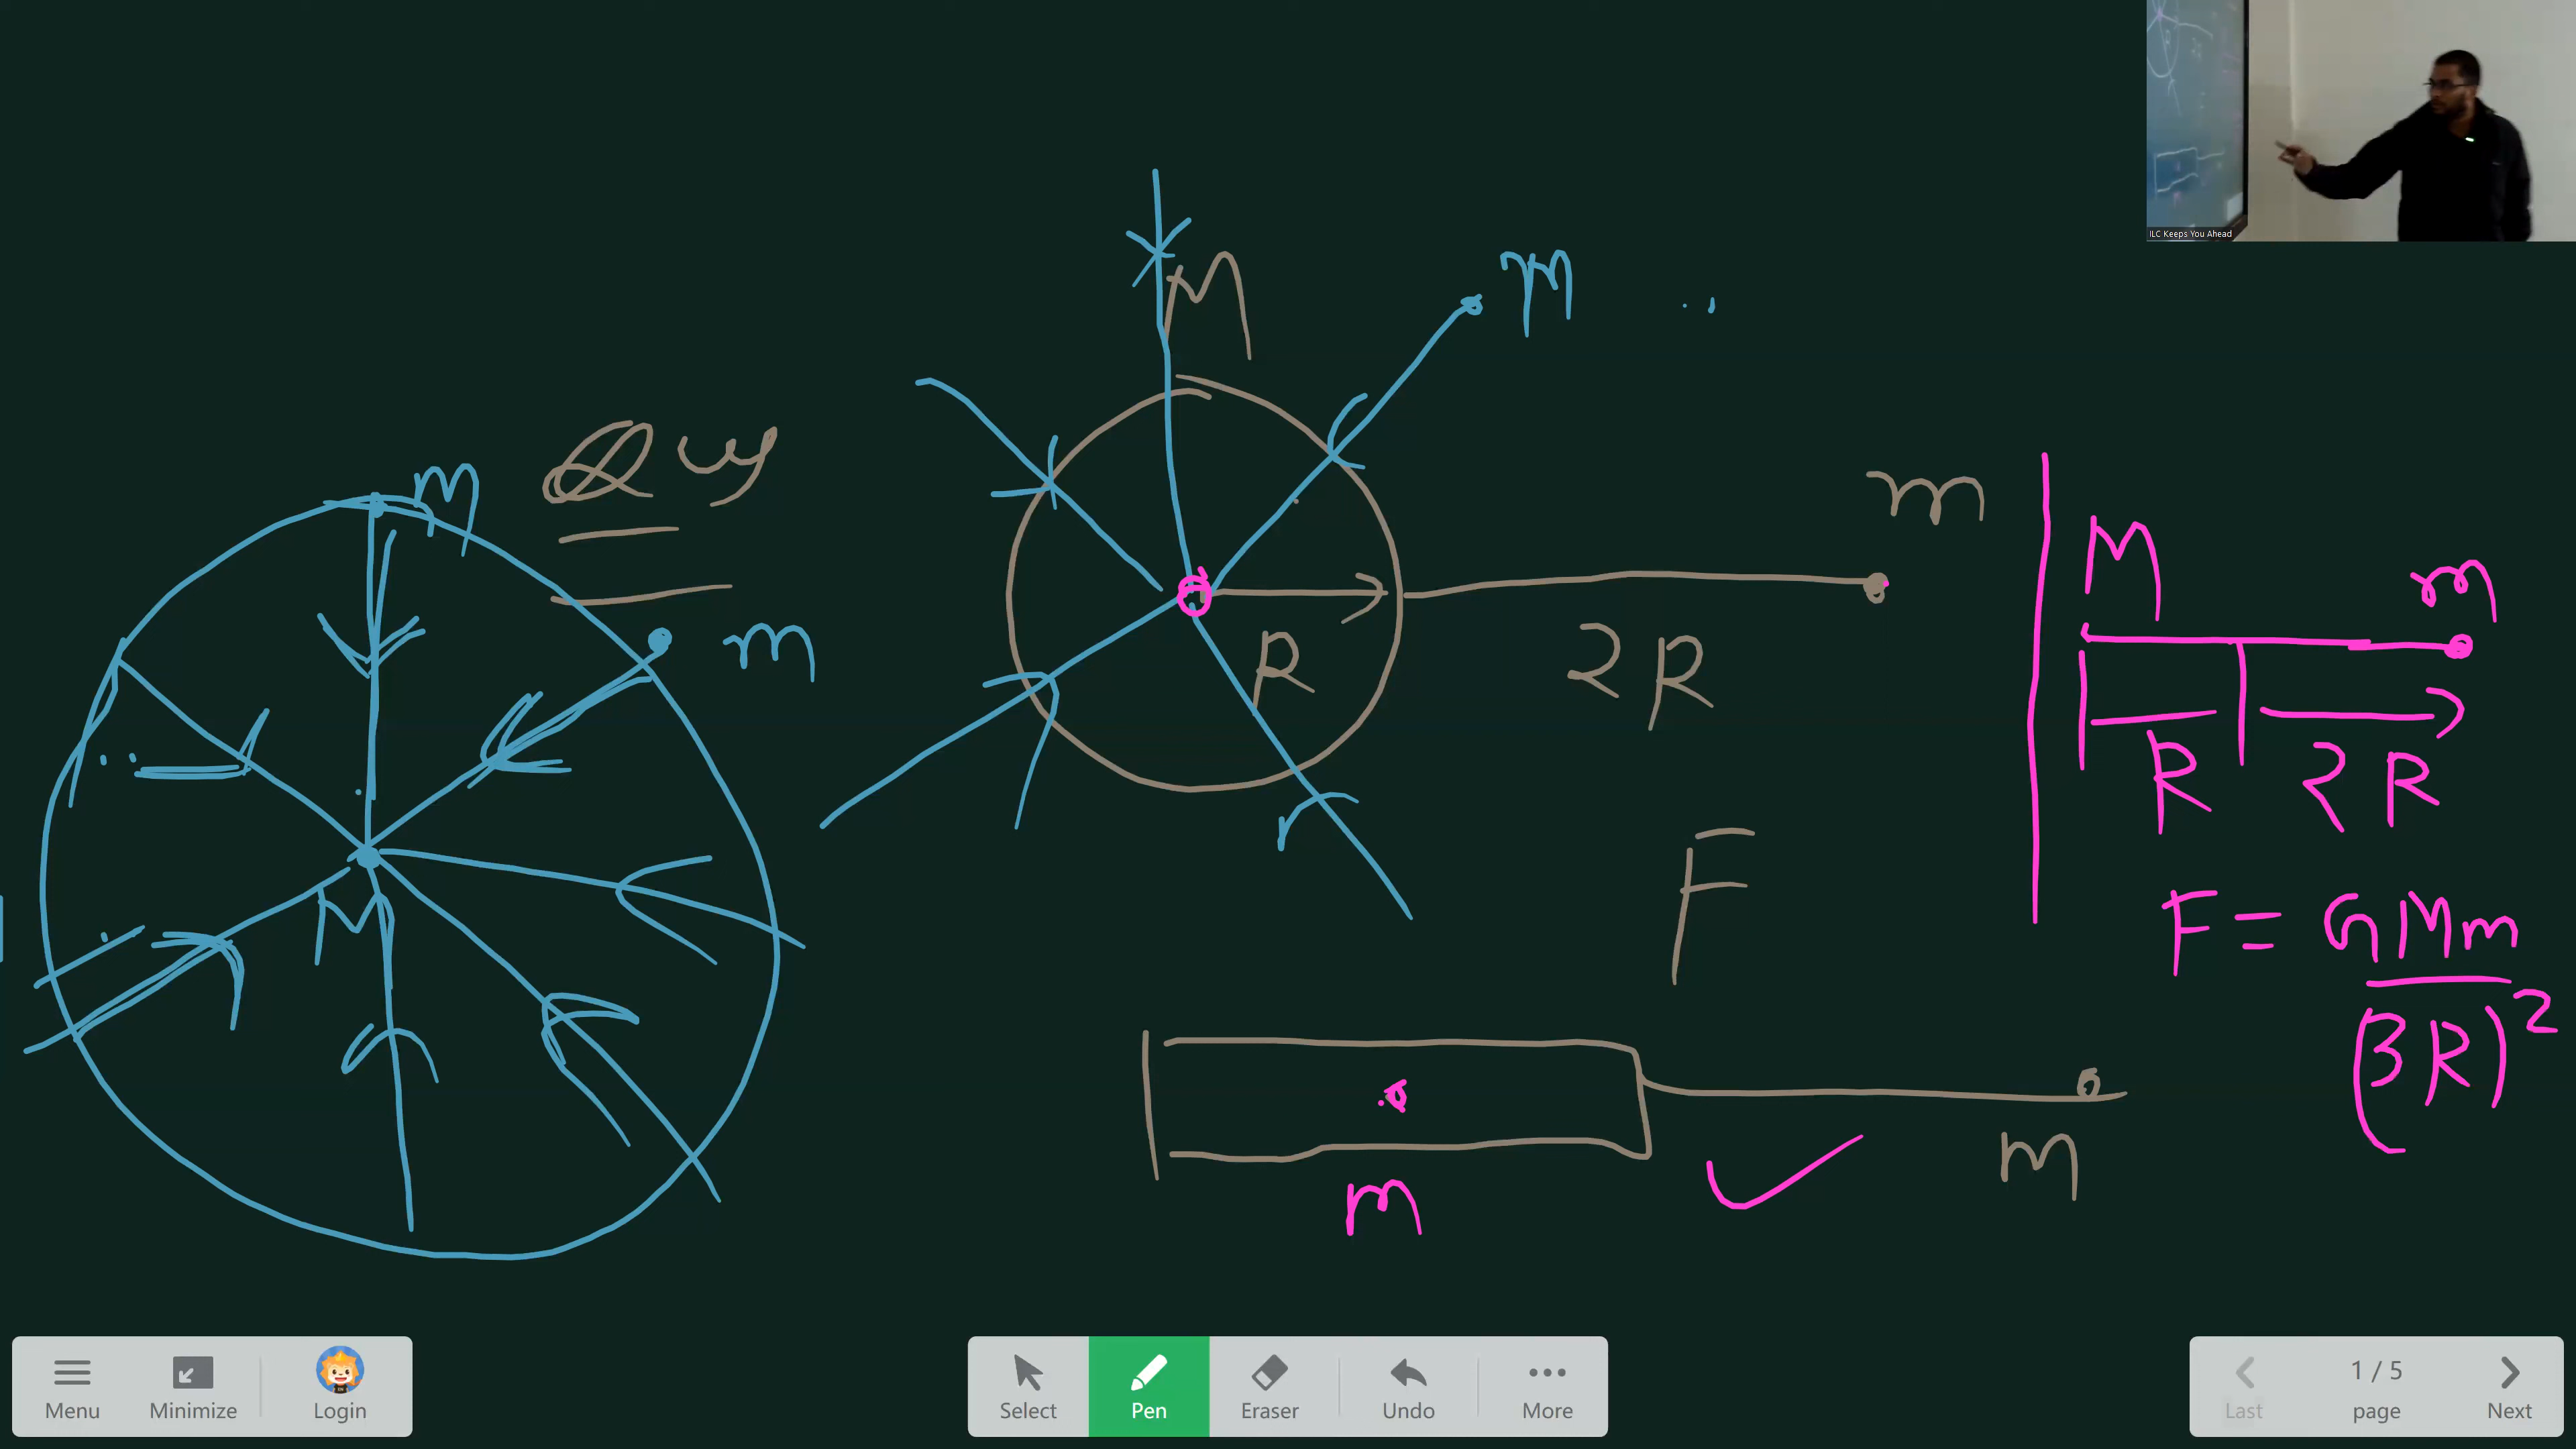 ILC Keeps You Ahead
M
m
m
Que
m
m
M
m
R
2R
M
R
2R
m
F
F = GMm
(3R)²
m
m
Menu
Minimize
Login
Select
Pen
Eraser
Undo
More
Last
1 / 5
page
Next